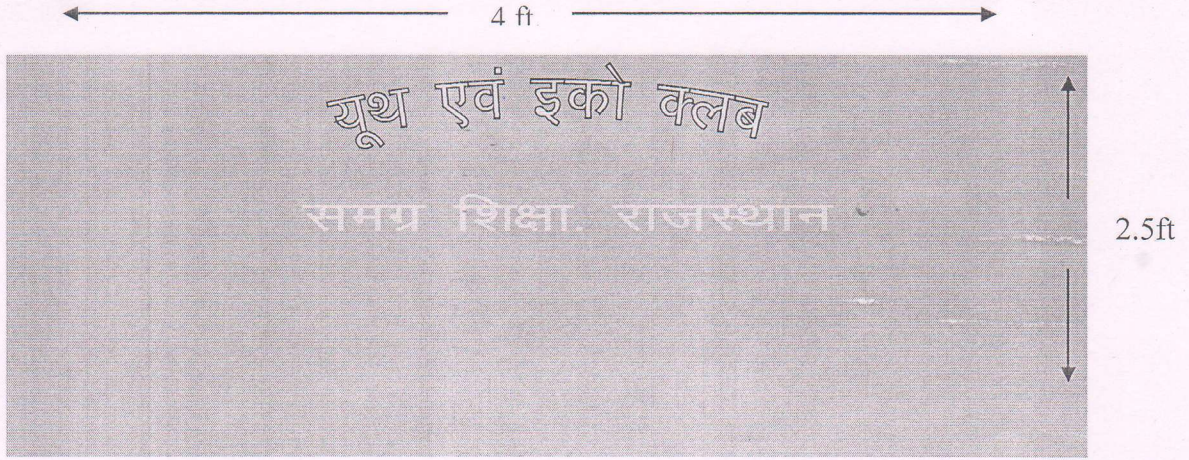 4 ft
यूथ एवं इको क्लब
समग्र शिक्षा. राजस्थान
2.5ft